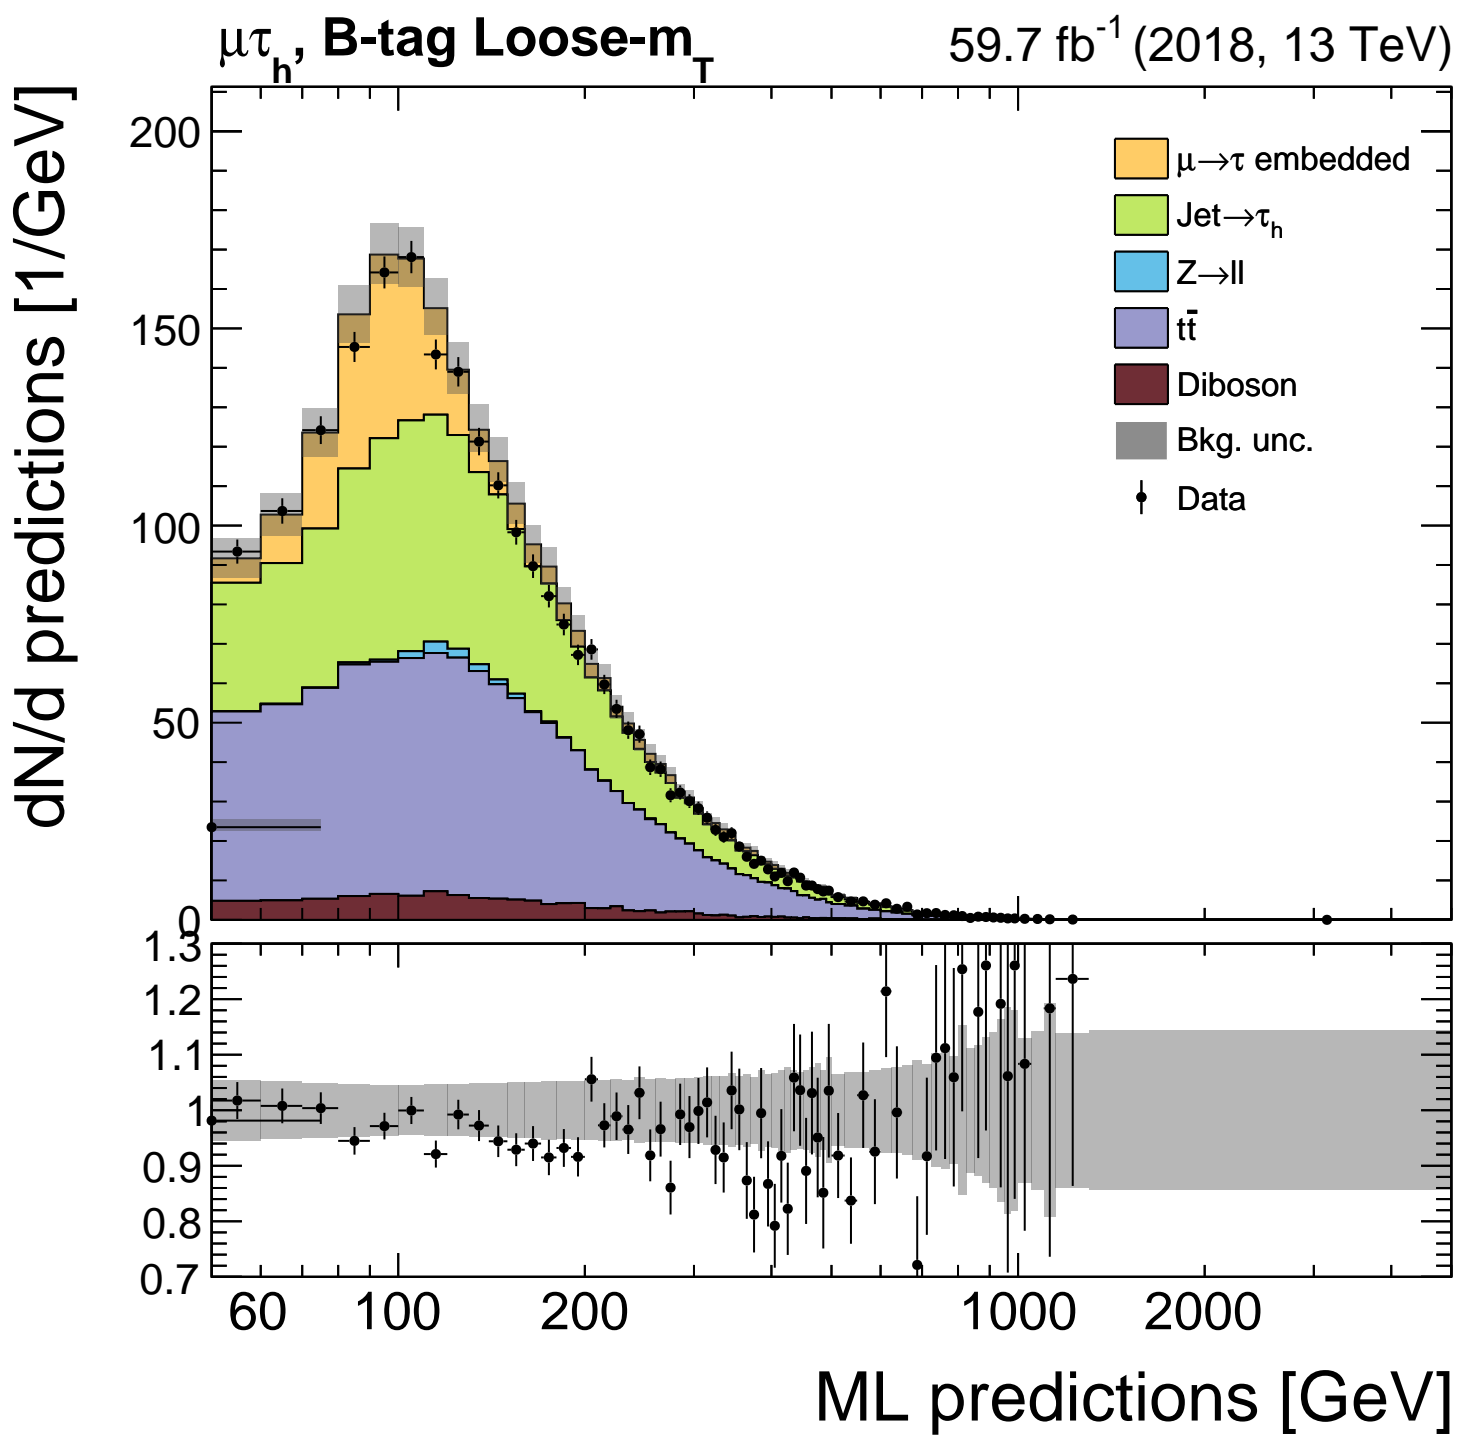 μτh, B-tag Loose-mT 59.7 fb-1 (2018, 13 TeV)
dN/d predictions [1/GeV]
200
150
100
50
0
μ→τ embedded
Jet→τh
Z→ll
tt̄
Diboson
Bkg. unc.
Data
1.3
1.2
1.1
1
0.9
0.8
0.7
60 100 200 1000 2000
ML predictions [GeV]